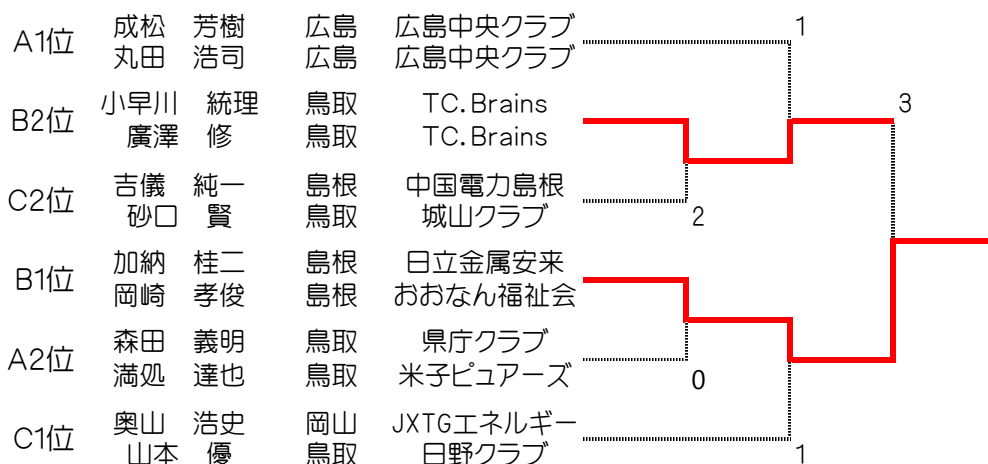 A1位 成松 芳樹 広島 広島中央クラブ 1
丸田 浩司 広島 広島中央クラブ
B2位 小早川 統理 鳥取 TC.Brains 3
廣澤 修 鳥取 TC.Brains
C2位 吉儀 純一 島根 中国電力島根
砂口 賢 鳥取 城山クラブ 2
B1位 加納 桂二 島根 日立金属安来
岡崎 孝俊 島根 おおなん福祉会
A2位 森田 義明 鳥取 県庁クラブ
満処 達也 鳥取 米子ピュアーズ 0
C1位 奥山 浩史 岡山 JXTGエネルギー
山本 優 鳥取 日野クラブ 1